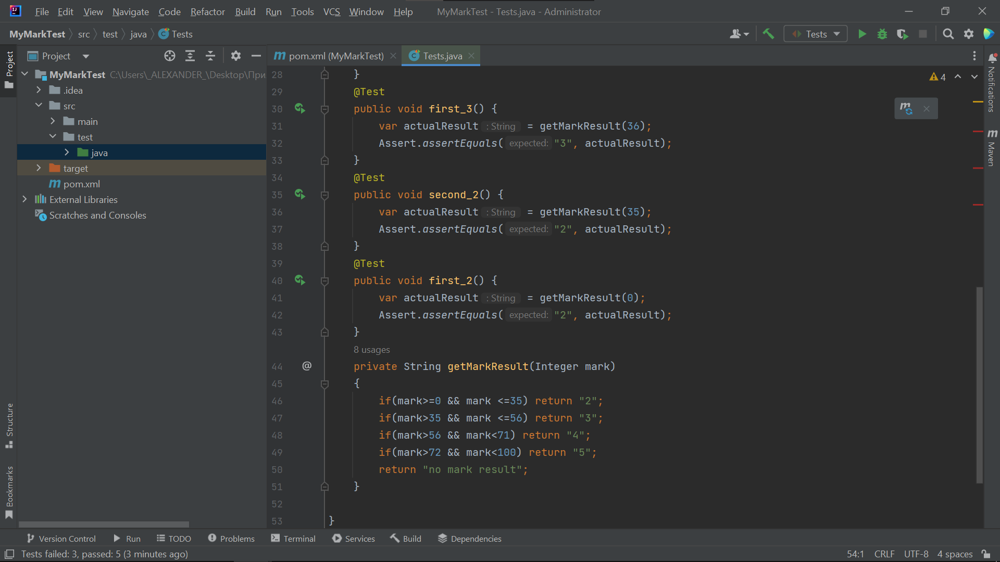 File Edit View Navigate Code Refactor Build Run Tools VCS Window Help MyMarkTest - Tests.java - Administrator
MyMarkTest src test java Tests
Tests
Project
Project
MyMarkTest C:\Users\_ALEXANDER_\Desktop\При
.idea
src
main
test
java
target
pom.xml
External Libraries
Scratches and Consoles
Structure
Bookmarks
pom.xml (MyMarkTest) Tests.java
4
28 }
29 @Test
30 public void first_3() {
31 var actualResult : String = getMarkResult(36);
32 Assert.assertEquals( expected: "3", actualResult);
33 }
34 @Test
35 public void second_2() {
36 var actualResult : String = getMarkResult(35);
37 Assert.assertEquals( expected: "2", actualResult);
38 }
39 @Test
40 public void first_2() {
41 var actualResult : String = getMarkResult(0);
42 Assert.assertEquals( expected: "2", actualResult);
43 }
8 usages
44 @ private String getMarkResult(Integer mark)
45 {
46 if(mark>=0 && mark <=35) return "2";
47 if(mark>35 && mark <=56) return "3";
48 if(mark>56 && mark<71) return "4";
49 if(mark>72 && mark<100) return "5";
50 return "no mark result";
51 }
52
53 }
Notifications
Maven
Version Control Run TODO Problems Terminal Services Build Dependencies
Tests failed: 3, passed: 5 (3 minutes ago) 54:1 CRLF UTF-8 4 spaces